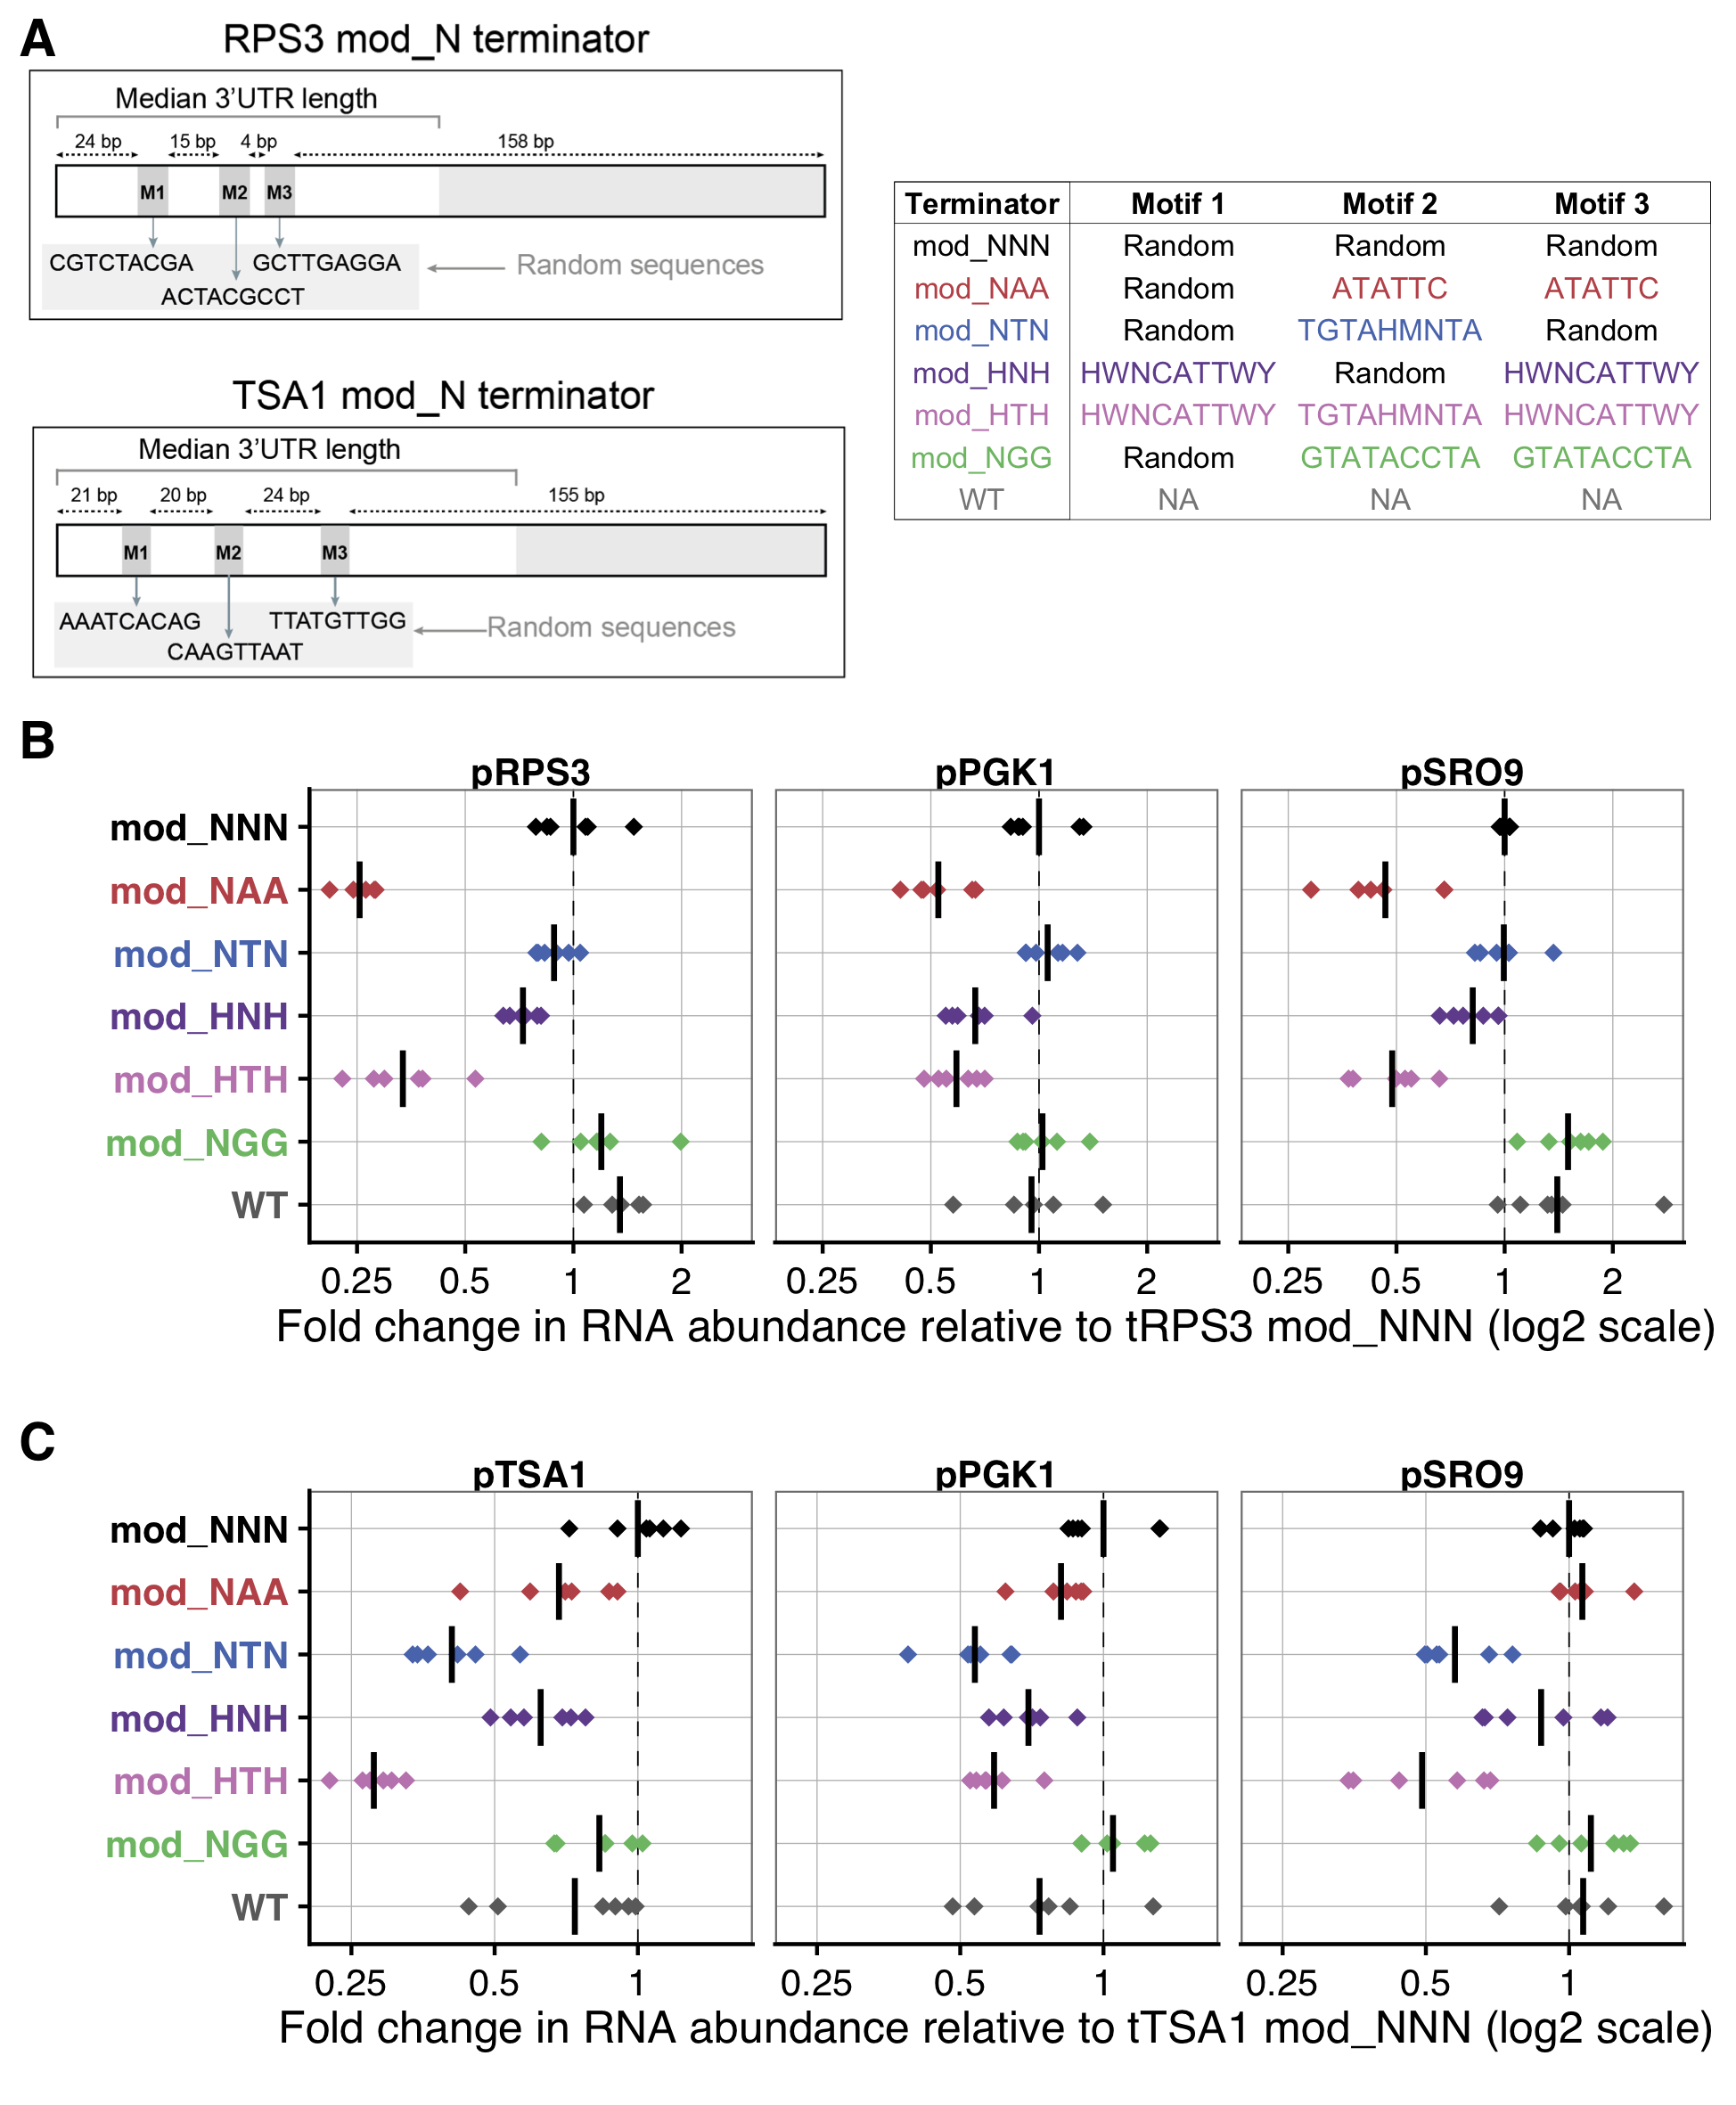 A
RPS3 mod_N terminator
Median 3’UTR length
24 bp 15 bp 4 bp 158 bp
M1 M2 M3
CGTCTACGA GCTTGAGGA Random sequences
ACTACGCCT
TSA1 mod_N terminator
Median 3’UTR length
21 bp 20 bp 24 bp 155 bp
M1 M2 M3
AAATCACAG TTATGTTGG Random sequences
CAAGTTAAT
Terminator Motif 1 Motif 2 Motif 3
mod_NNN Random Random Random
mod_NAA Random ATATTC ATATTC
mod_NTN Random TGTAHMNTA Random
mod_HNH HWNCATTWY Random HWNCATTWY
mod_HTH HWNCATTWY TGTAHMNTA HWNCATTWY
mod_NGG Random GTATACCTA GTATACCTA
WT NA NA NA
B
pRPS3 pPGK1 pSRO9
mod_NNN
mod_NAA
mod_NTN
mod_HNH
mod_HTH
mod_NGG
WT
0.25 0.5 1 2 0.25 0.5 1 2 0.25 0.5 1 2
Fold change in RNA abundance relative to tRPS3 mod_NNN (log2 scale)
C
pTSA1 pPGK1 pSRO9
mod_NNN
mod_NAA
mod_NTN
mod_HNH
mod_HTH
mod_NGG
WT
0.25 0.5 1 0.25 0.5 1 0.25 0.5 1
Fold change in RNA abundance relative to tTSA1 mod_NNN (log2 scale)